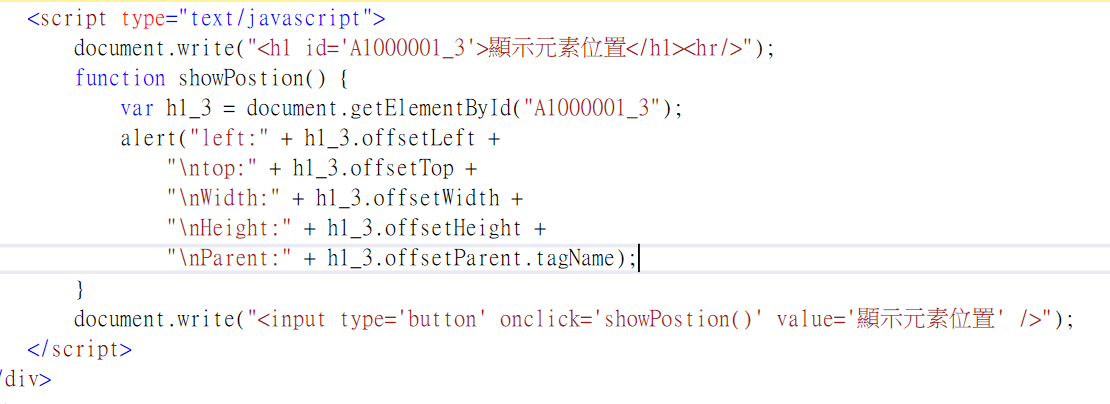 <script type="text/javascript">
document.write("<h1 id='A1000001_3'>顯示元素位置</h1><hr/>");
function showPostion() {
var h1_3 = document.getElementById("A1000001_3");
alert("left:" + h1_3.offsetLeft +
"\ntop:" + h1_3.offsetTop +
"\nWidth:" + h1_3.offsetWidth +
"\nHeight:" + h1_3.offsetHeight +
"\nParent:" + h1_3.offsetParent.tagName);
}
document.write("<input type='button' onclick='showPostion()' value='顯示元素位置' />");
</script>
/div>